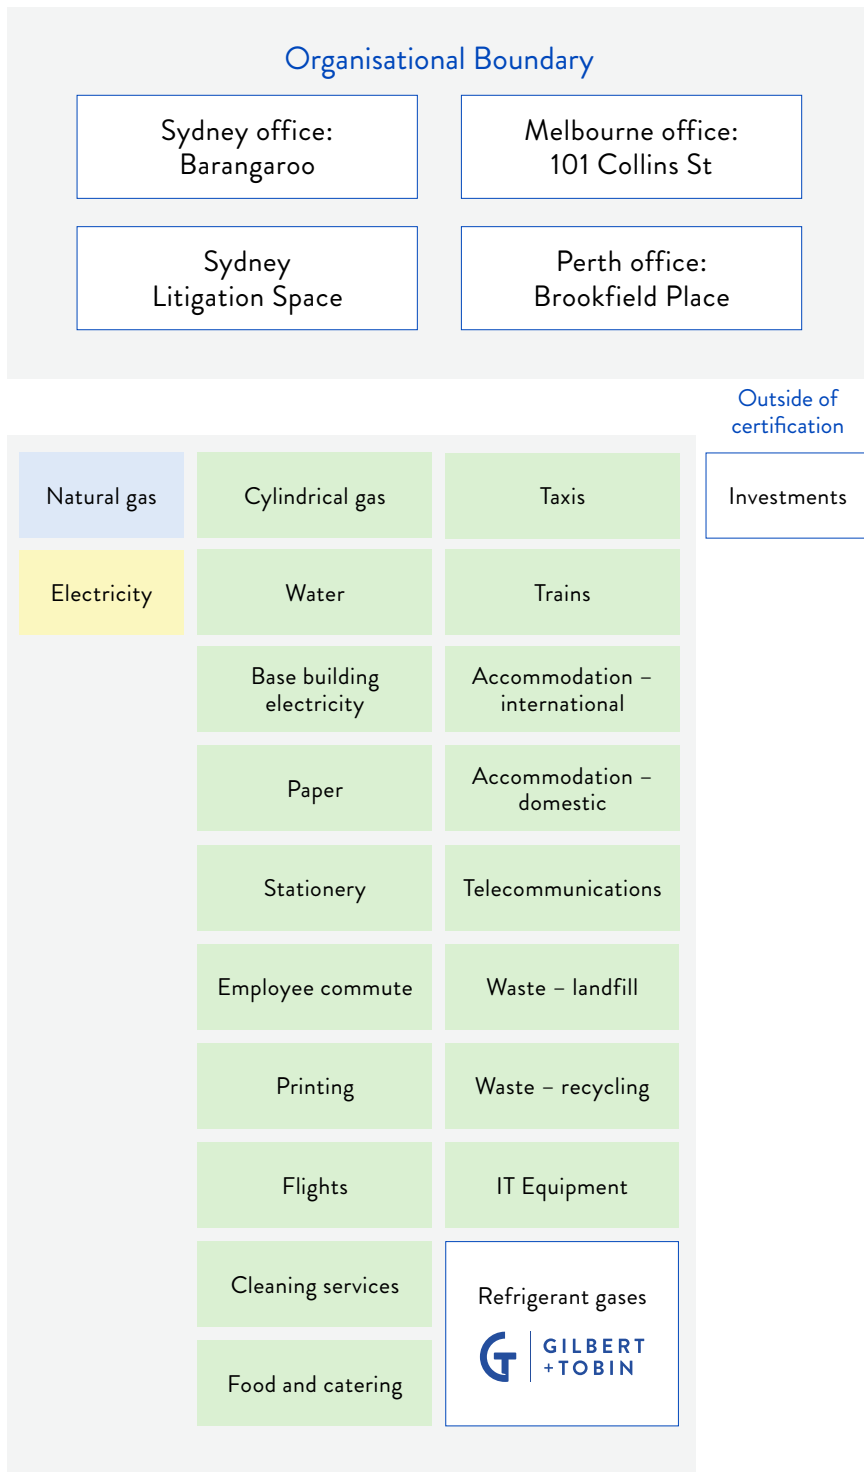 Organisational Boundary
Sydney office:
Barangaroo
Melbourne office:
101 Collins St
Sydney
Litigation Space
Perth office:
Brookfield Place
Outside of
certification
Natural gas
Cylindrical gas
Taxis
Investments
Electricity
Water
Trains
Base building
electricity
Accommodation –
international
Paper
Accommodation –
domestic
Stationery
Telecommunications
Employee commute
Waste – landfill
Printing
Waste – recycling
Flights
IT Equipment
Cleaning services
Refrigerant gases
GILBERT
+TOBIN
Food and catering